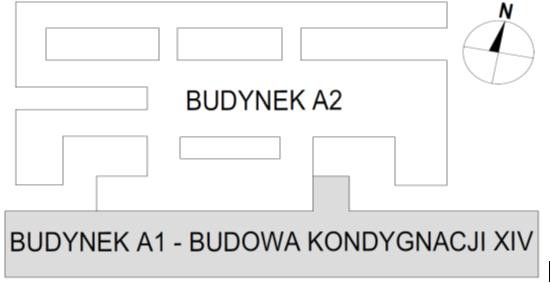 N
BUDYNEK A2
BUDYNEK A1 - BUDOWA KONDYGNACJI XIV